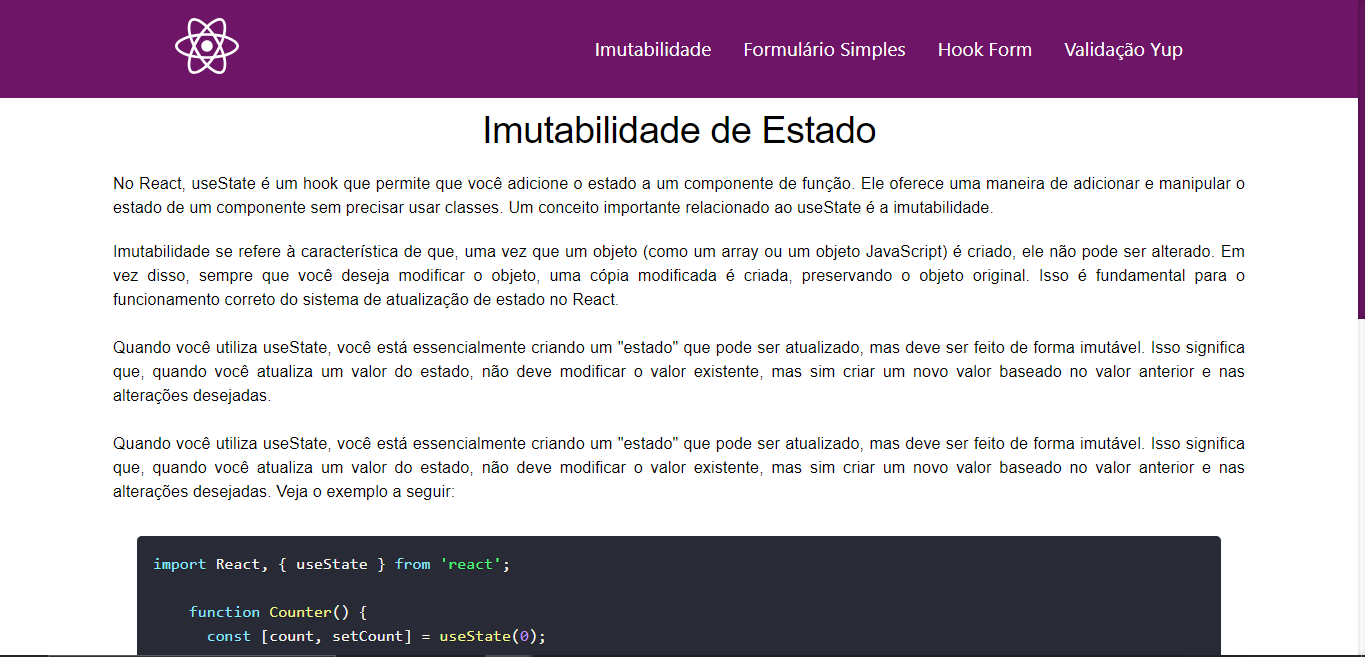 Imutabilidade Formulário Simples Hook Form Validação Yup
Imutabilidade de Estado
No React, useState é um hook que permite que você adicione o estado a um componente de função. Ele oferece uma maneira de adicionar e manipular o
estado de um componente sem precisar usar classes. Um conceito importante relacionado ao useState é a imutabilidade.
Imutabilidade se refere à característica de que, uma vez que um objeto (como um array ou um objeto JavaScript) é criado, ele não pode ser alterado. Em
vez disso, sempre que você deseja modificar o objeto, uma cópia modificada é criada, preservando o objeto original. Isso é fundamental para o
funcionamento correto do sistema de atualização de estado no React.
Quando você utiliza useState, você está essencialmente criando um "estado" que pode ser atualizado, mas deve ser feito de forma imutável. Isso significa
que, quando você atualiza um valor do estado, não deve modificar o valor existente, mas sim criar um novo valor baseado no valor anterior e nas
alterações desejadas.
Quando você utiliza useState, você está essencialmente criando um "estado" que pode ser atualizado, mas deve ser feito de forma imutável. Isso significa
que, quando você atualiza um valor do estado, não deve modificar o valor existente, mas sim criar um novo valor baseado no valor anterior e nas
alterações desejadas. Veja o exemplo a seguir:
import React, { useState } from 'react';
function Counter() {
const [count, setCount] = useState(0);